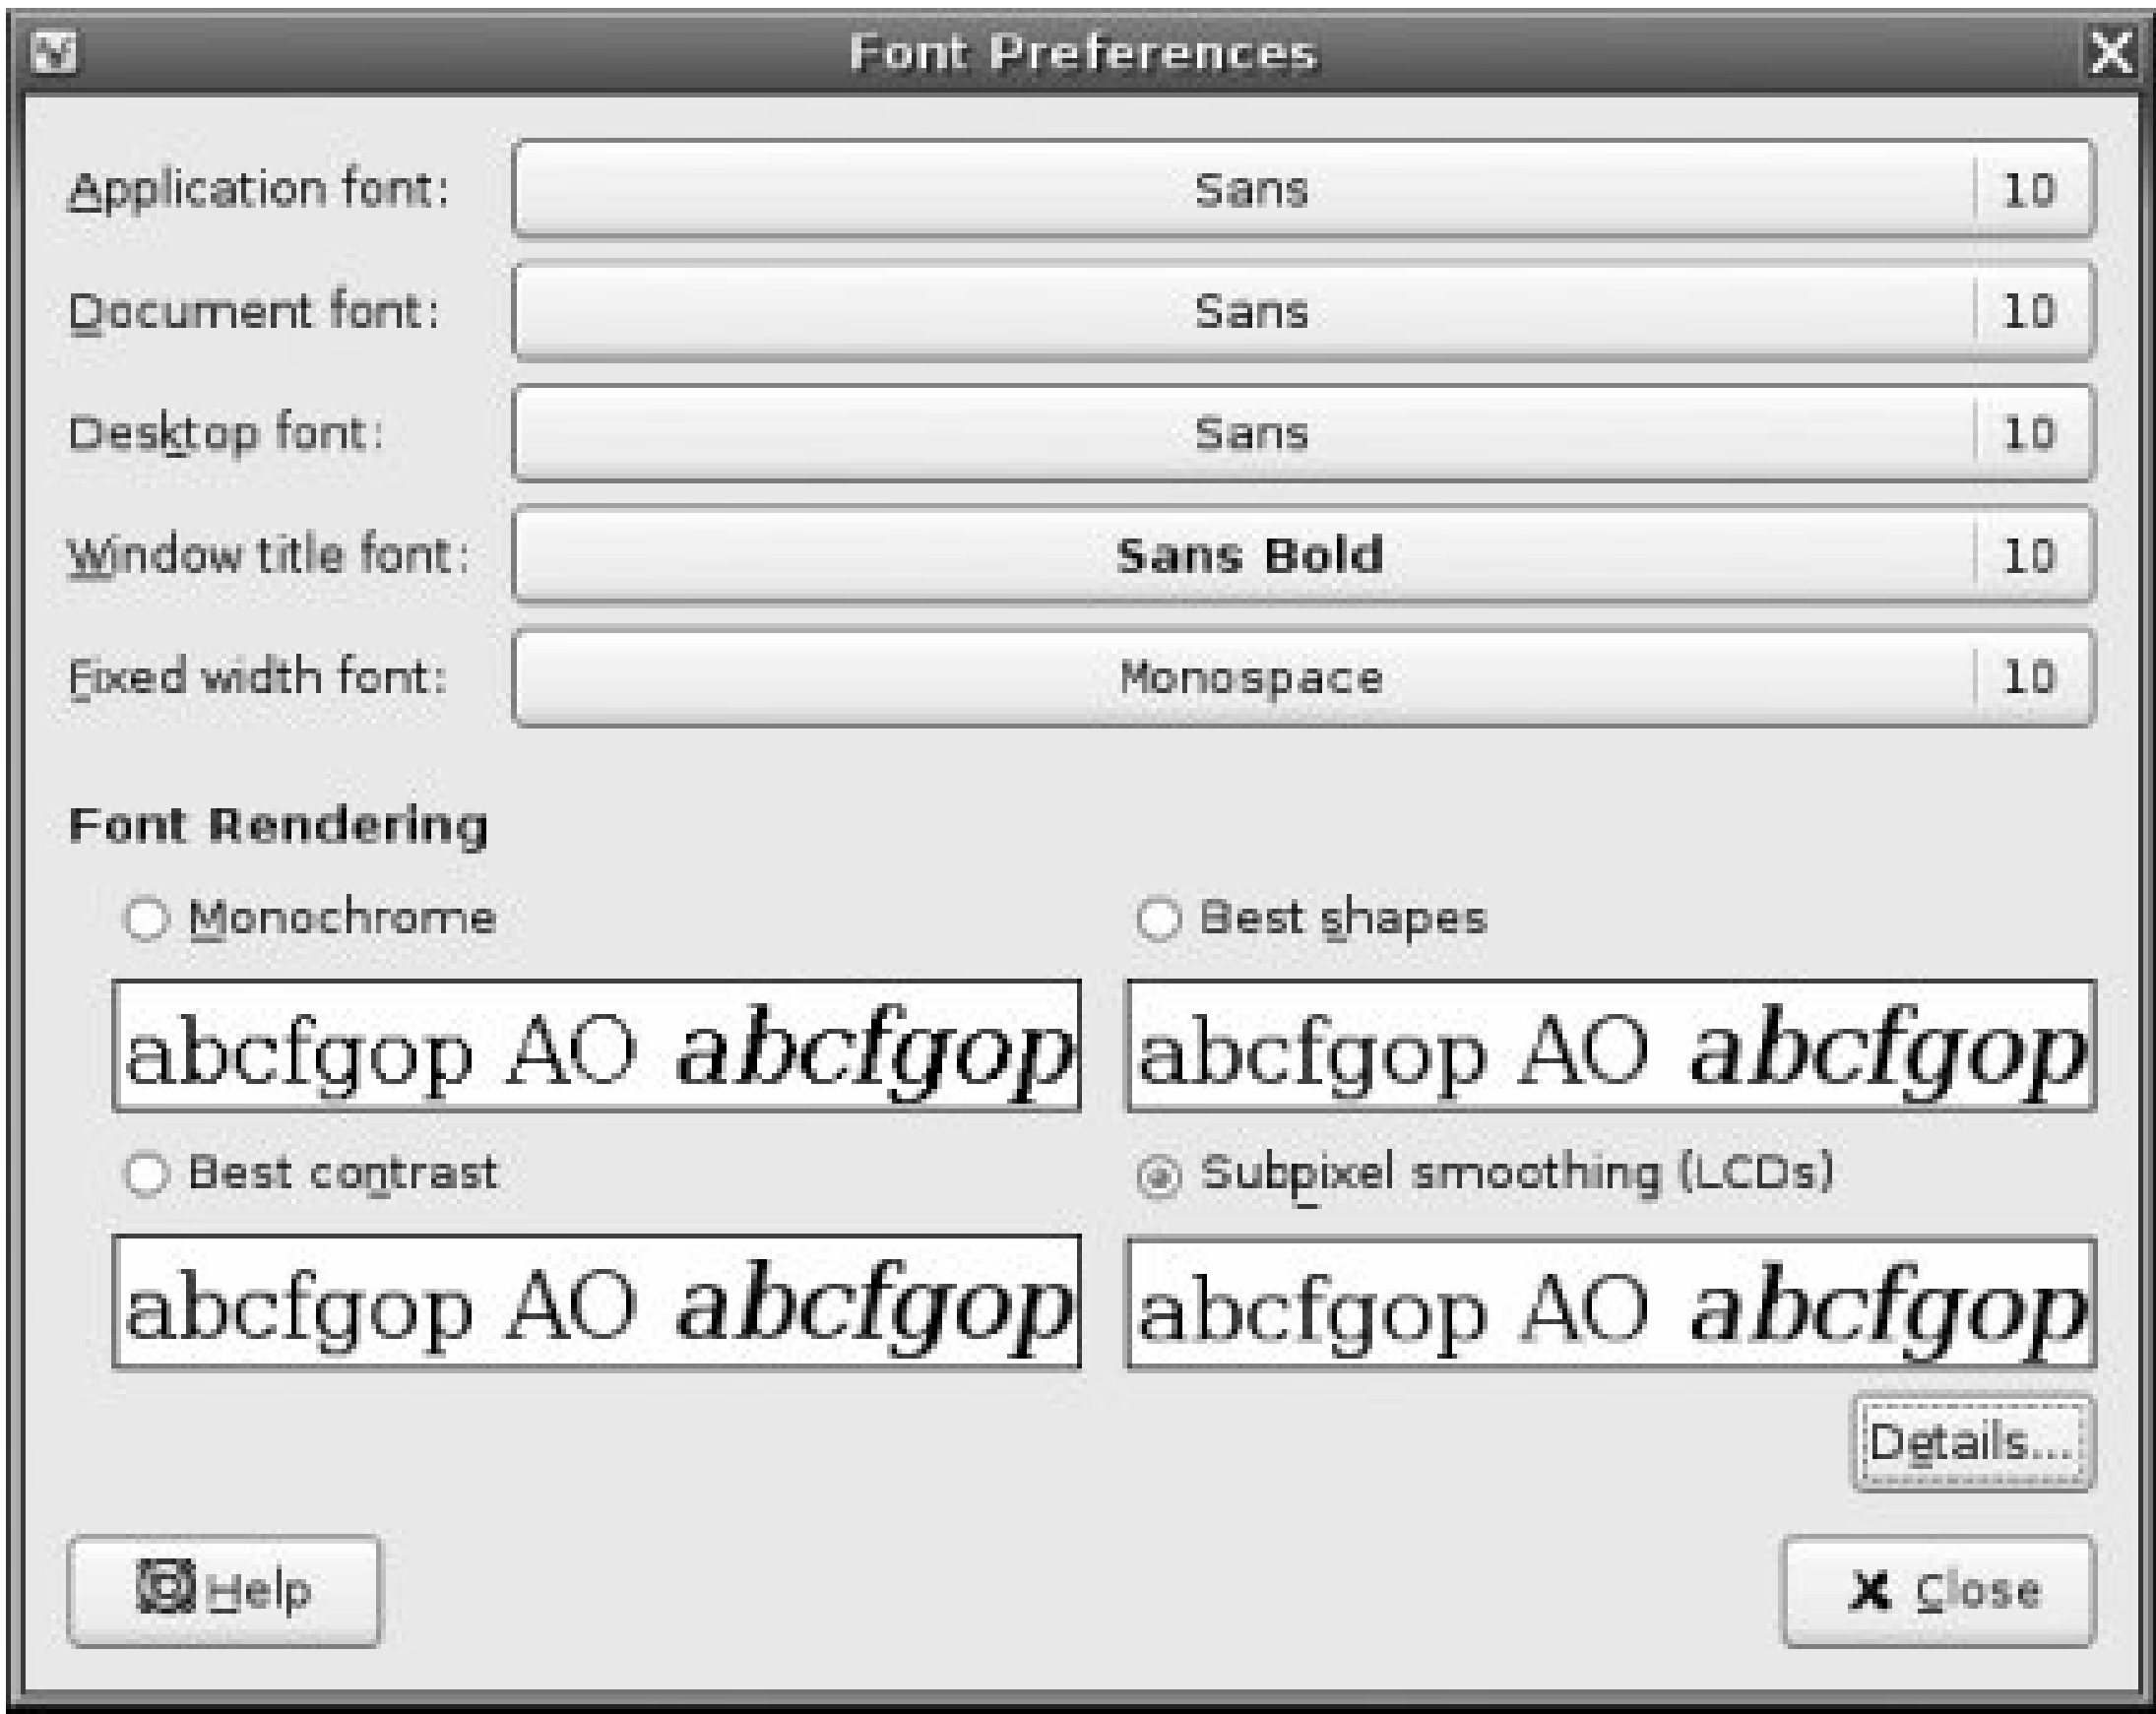 Font Preferences
Application font: Sans 10
Document font: Sans 10
Desktop font: Sans 10
Window title font: Sans Bold 10
Fixed width font: Monospace 10
Font Rendering
Monochrome Best shapes
abcfgop AO abcfgop abcfgop AO abcfgop
Best contrast Subpixel smoothing (LCDs)
abcfgop AO abcfgop abcfgop AO abcfgop
Details...
Help Close